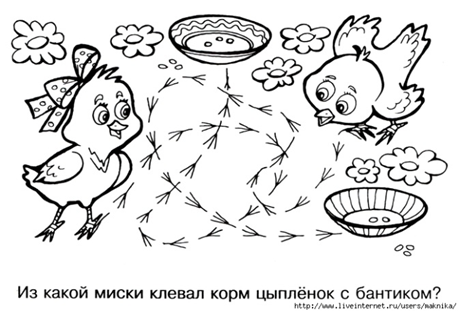 Из какой миски клевал корм цыплёнок с бантиком?
http://www.liveinternet.ru/users/maknika/